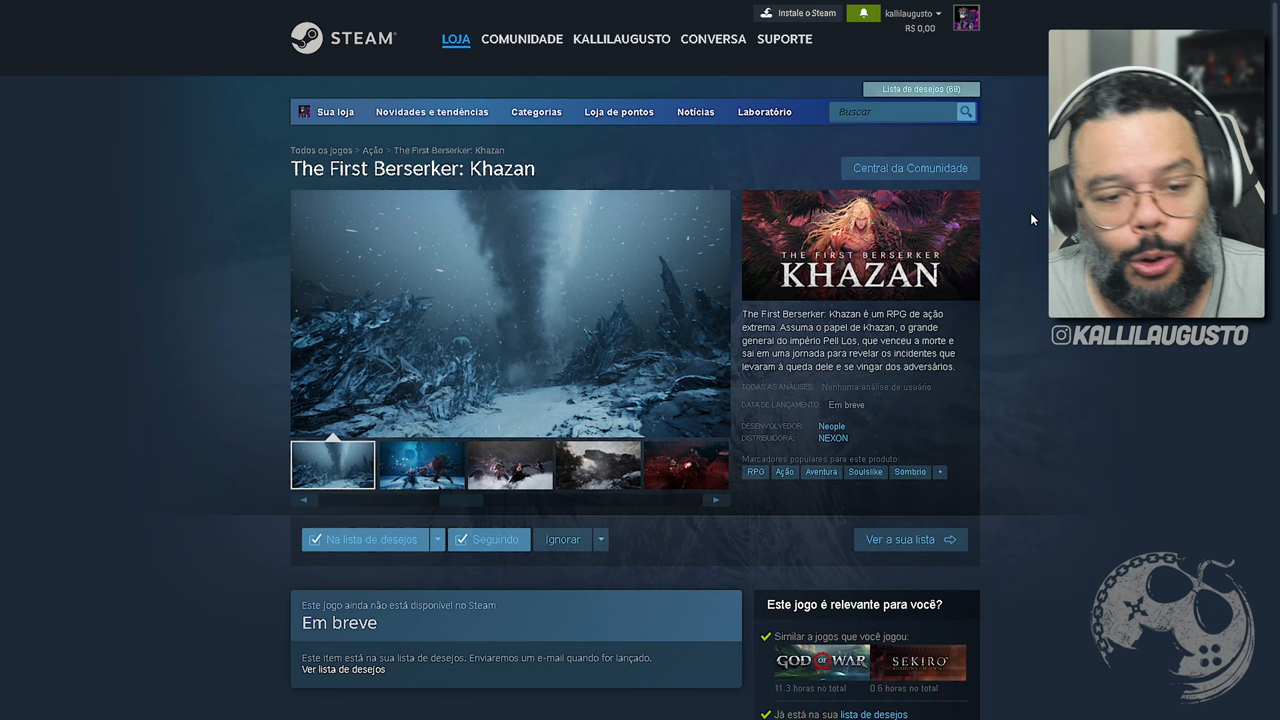 Instale o Steam
kallilaugusto
R$ 0,00
STEAM®
LOJA COMUNIDADE KALLILAUGUSTO CONVERSA SUPORTE
Lista de desejos (68)
Sua loja Novidades e tendências Categorias Loja de pontos Notícias Laboratório Buscar
Todos os jogos > Ação > The First Berserker: Khazan
The First Berserker: Khazan
Central da Comunidade
THE FIRST BERSERKER
KHAZAN
The First Berserker: Khazan é um RPG de ação
extrema. Assuma o papel de Khazan, o grande
general do império Pell Los, que venceu a morte e
sai em uma jornada para revelar os incidentes que
levaram à queda dele e se vingar dos adversários.
TODAS AS ANÁLISES: Nenhuma análise de usuário
DATA DE LANÇAMENTO: Em breve
DESENVOLVEDOR: Neople
DISTRIBUIDORA: NEXON
Marcadores populares para este produto:
RPG Ação Aventura Soulslike Sombrio +
KALLILAUGUSTO
Na lista de desejos Seguindo Ignorar Ver a sua lista
Este jogo ainda não está disponível no Steam
Em breve
Este item está na sua lista de desejos. Enviaremos um e-mail quando for lançado.
Ver lista de desejos
Este jogo é relevante para você?
Similar a jogos que você jogou:
GOD OF WAR SEKIRO
11.3 horas no total 0.6 horas no total
Já está na sua lista de desejos